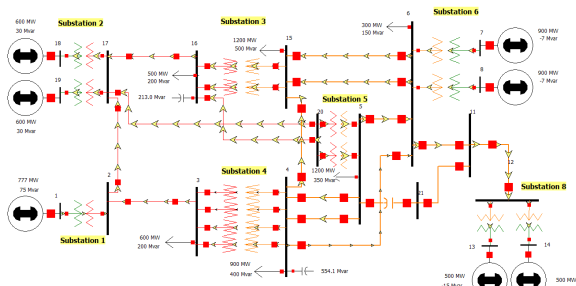 600 MW
30 Mvar
Substation 2
18
17
19
600 MW
30 Mvar
16
500 MW
200 Mvar
213.0 Mvar
Substation 3
1200 MW
500 Mvar
15
300 MW
150 Mvar
6
Substation 6
7
900 MW
-7 Mvar
8
900 MW
-7 Mvar
Substation 5
20
5
1200 MW
350 Mvar
11
12
21
Substation 8
13
14
500 MW
-15 Mvar
500 MW
777 MW
75 Mvar
1
2
Substation 1
3
Substation 4
4
600 MW
200 Mvar
900 MW
400 Mvar
554.1 Mvar